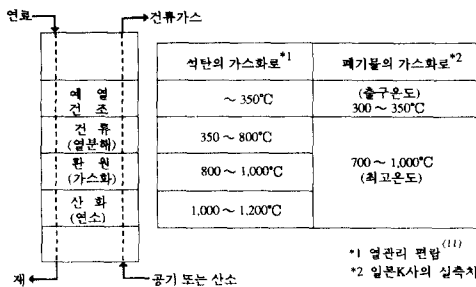 연료
건류가스
석탄의 가스화로*1
폐기물의 가스화로*2
예 열
건 조
~ 350℃
(출구온도)
300 ~ 350℃
건 류
(열분해)
350 ~ 800℃
환 원
(가스화)
800 ~ 1,000℃
700 ~ 1,000℃
(최고온도)
산 화
(연소)
1,000 ~ 1,200℃
*1 열관리 편람(11)
*2 일본K사의 실측치
재
공기 또는 산소